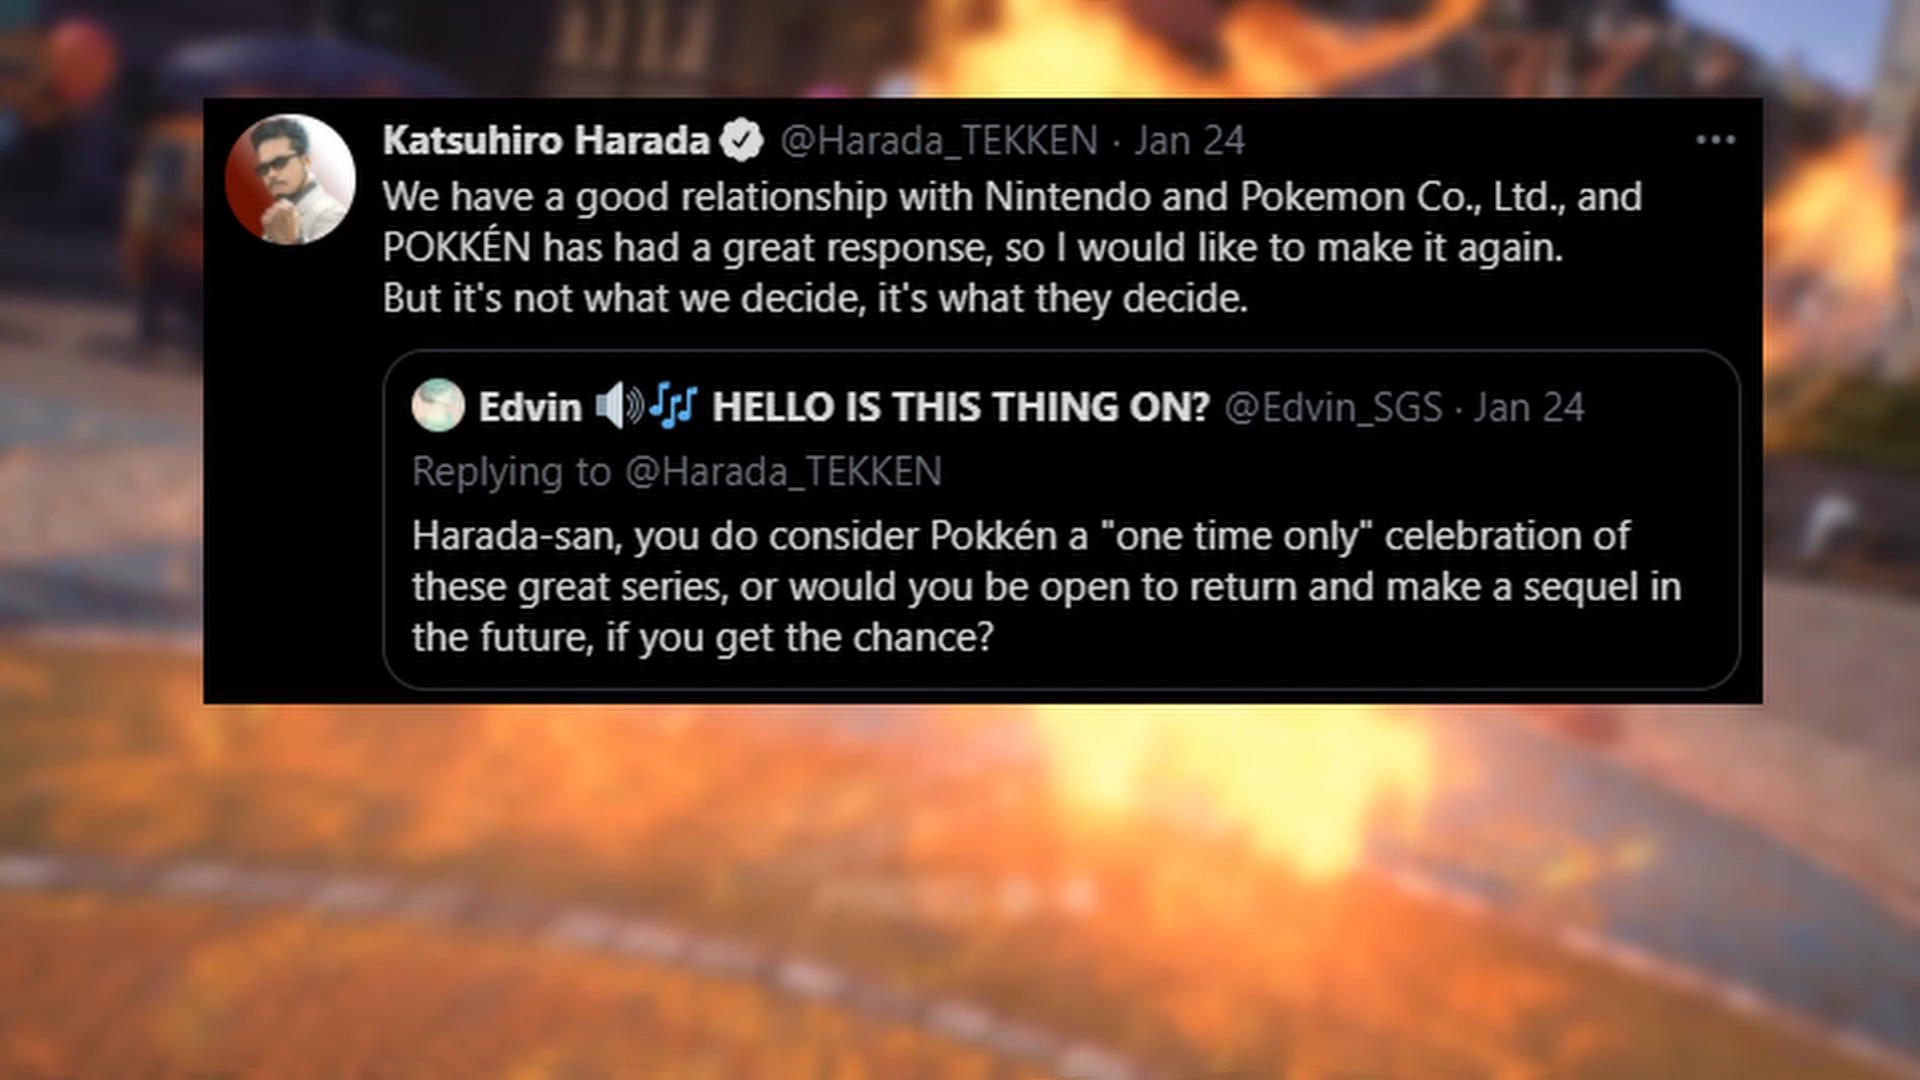 Katsuhiro Harada @Harada_TEKKEN · Jan 24
We have a good relationship with Nintendo and Pokemon Co., Ltd., and
POKKÉN has had a great response, so I would like to make it again.
But it's not what we decide, it's what they decide.
Edvin 🔊🎶 HELLO IS THIS THING ON? @Edvin_SGS · Jan 24
Replying to @Harada_TEKKEN
Harada-san, you do consider Pokkén a "one time only" celebration of
these great series, or would you be open to return and make a sequel in
the future, if you get the chance?